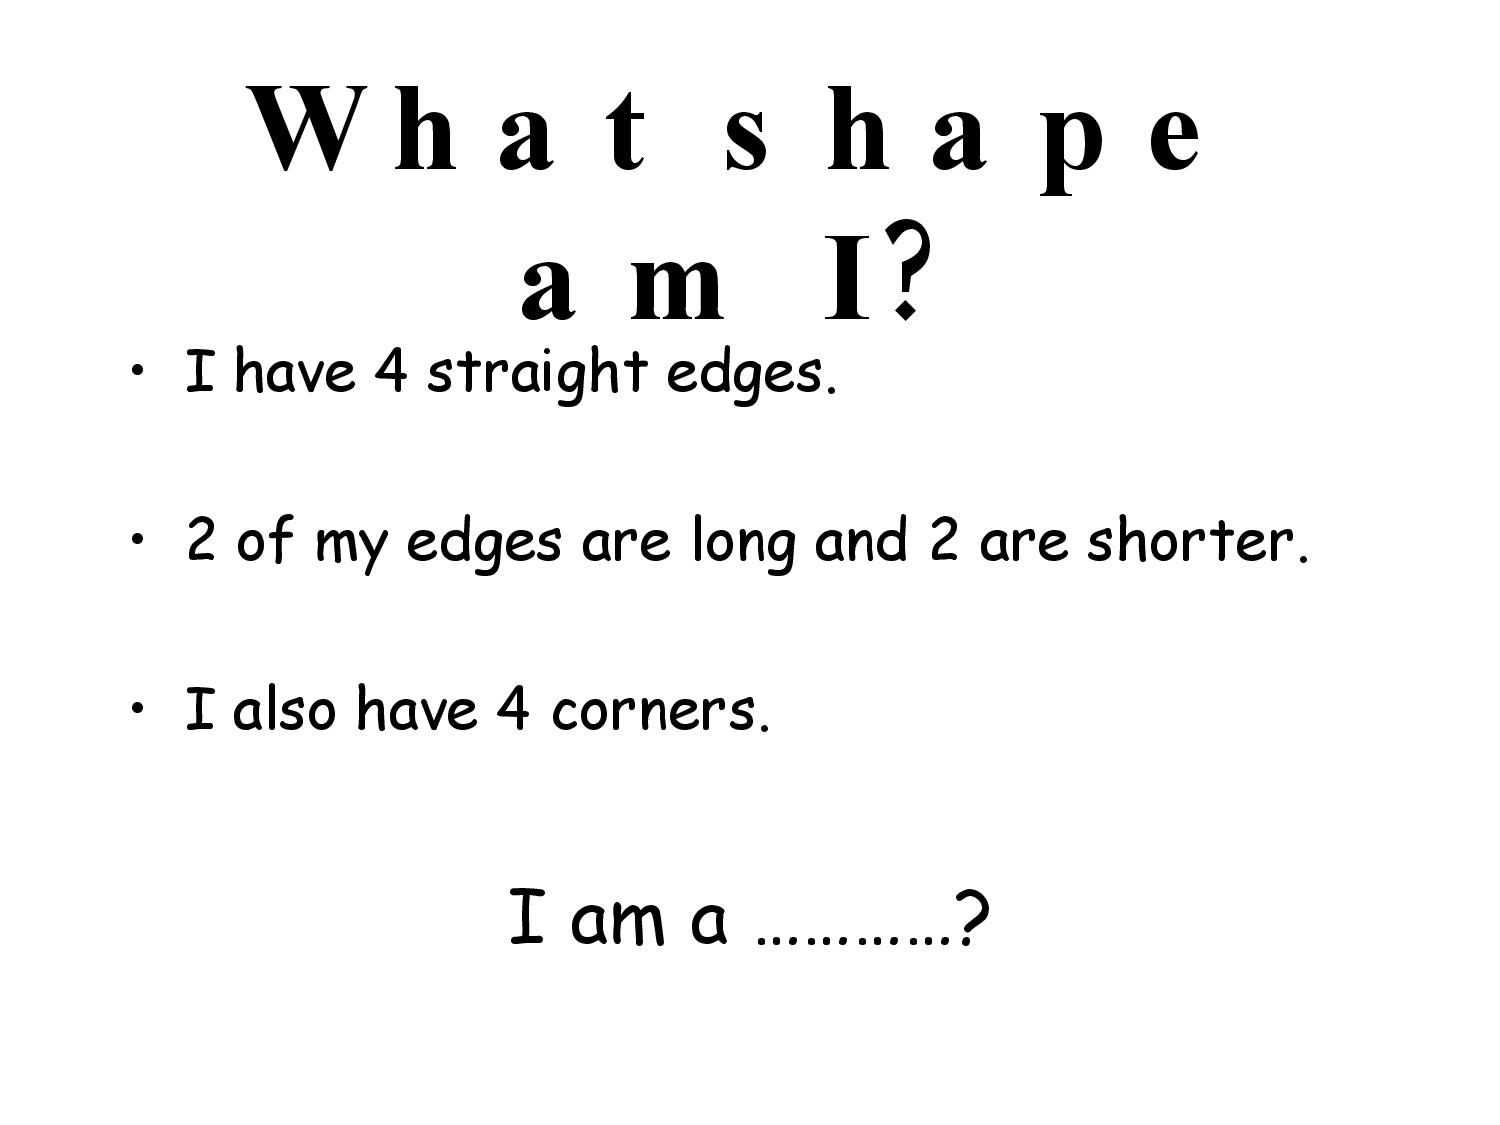 What shape
am I?
• I have 4 straight edges.
• 2 of my edges are long and 2 are shorter.
• I also have 4 corners.
I am a …………?